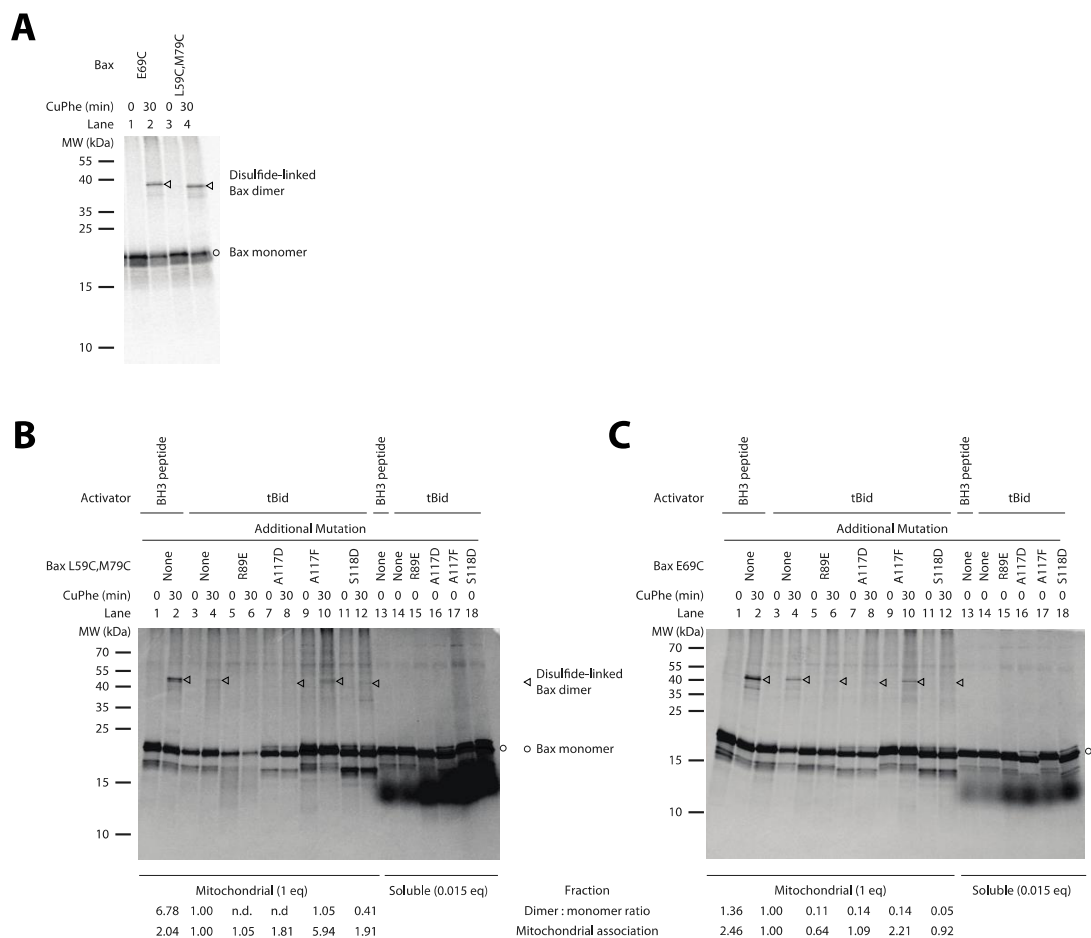 A
Bax
E69C
L59C,M79C
CuPhe (min) 0 30 0 30
Lane 1 2 3 4
MW (kDa)
55
40
35
25
15
10
Disulfide-linked
Bax dimer
Bax monomer
B
Activator
BH3 peptide
tBid
BH3 peptide
tBid
Additional Mutation
Bax L59C,M79C
None None R89E A117D A117F S118D None None R89E A117D A117F S118D
CuPhe (min) 0 30 0 30 0 30 0 30 0 30 0 30 0 0 0 0 0 0
Lane 1 2 3 4 5 6 7 8 9 10 11 12 13 14 15 16 17 18
MW (kDa)
70
55
40
35
25
15
10
Disulfide-linked
Bax dimer
Bax monomer
Mitochondrial (1 eq) Soluble (0.015 eq) Fraction
6.78 1.00 n.d. n.d 1.05 0.41 Dimer : monomer ratio
2.04 1.00 1.05 1.81 5.94 1.91 Mitochondrial association
C
Activator
BH3 peptide
tBid
BH3 peptide
tBid
Additional Mutation
Bax E69C
None None R89E A117D A117F S118D None None R89E A117D A117F S118D
CuPhe (min) 0 30 0 30 0 30 0 30 0 30 0 30 0 0 0 0 0 0
Lane 1 2 3 4 5 6 7 8 9 10 11 12 13 14 15 16 17 18
MW (kDa)
70
55
40
35
25
15
10
Mitochondrial (1 eq) Soluble (0.015 eq)
1.36 1.00 0.11 0.14 0.14 0.05
2.46 1.00 0.64 1.09 2.21 0.92